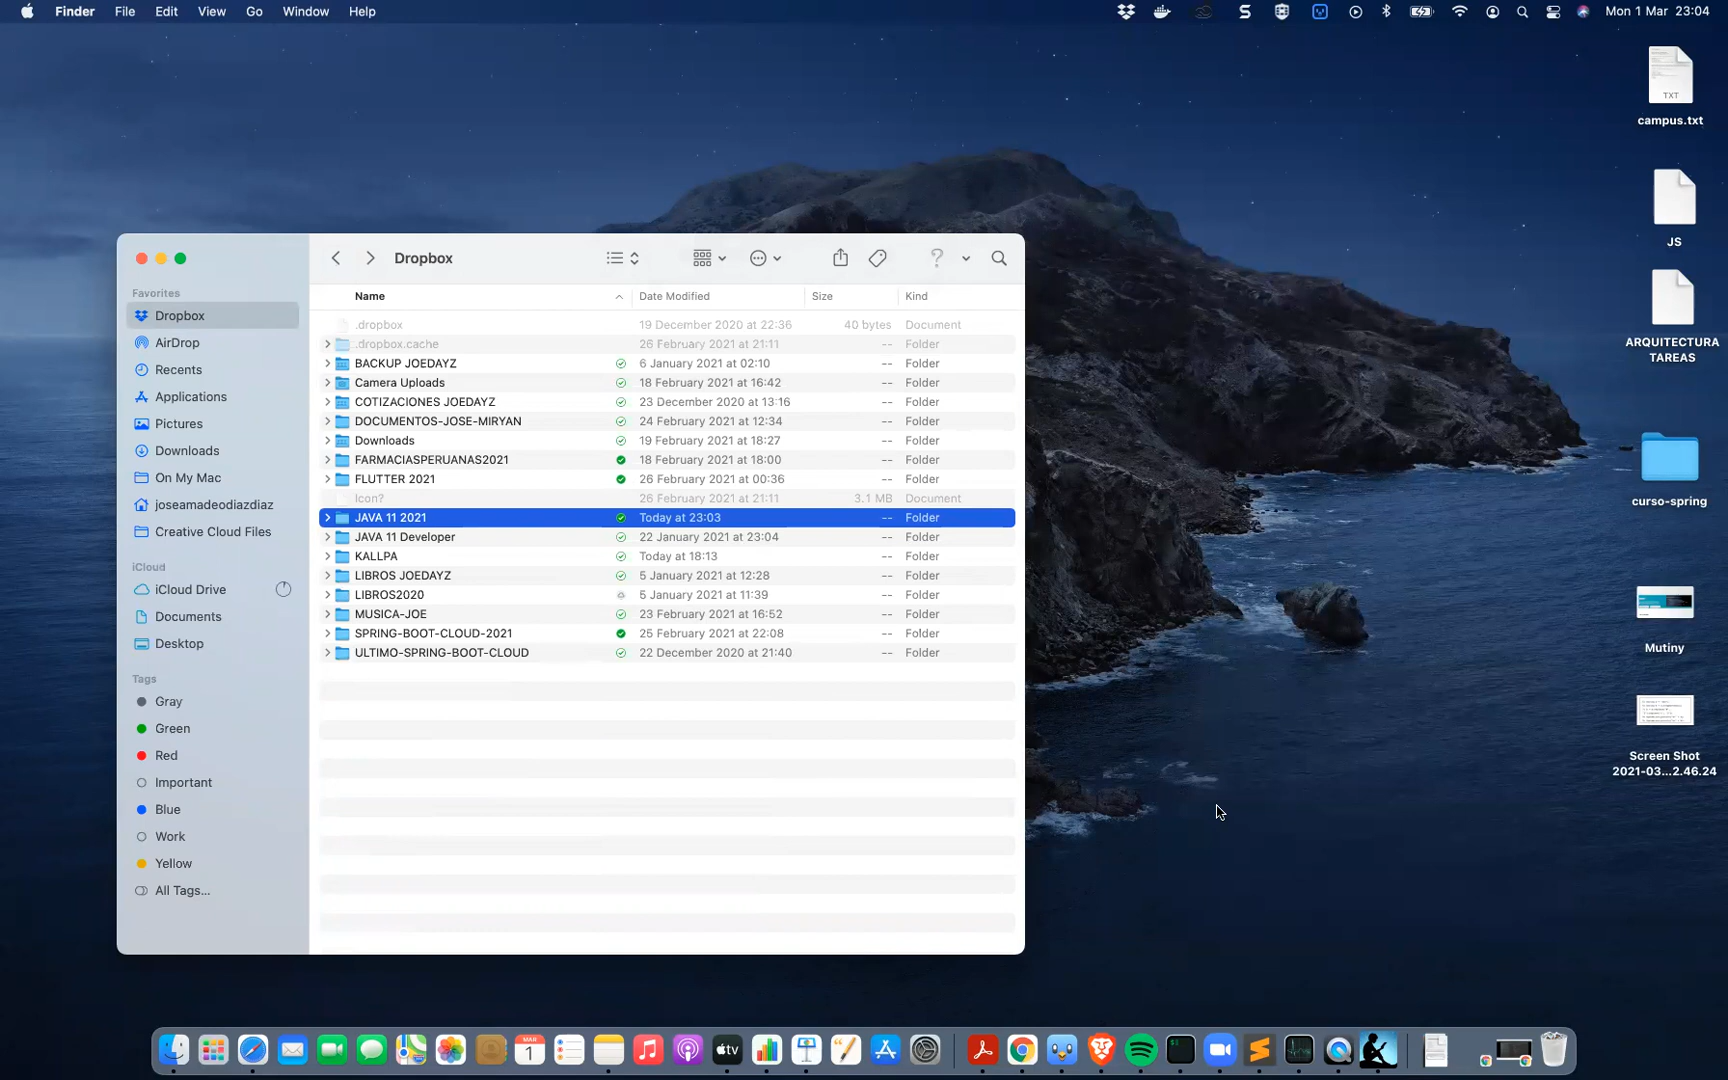 Finder File Edit View Go Window Help
Mon 1 Mar 23:04
Dropbox
Name Date Modified Size Kind
.dropbox 19 December 2020 at 22:36 40 bytes Document
.dropbox.cache 26 February 2021 at 21:11 -- Folder
BACKUP JOEDAYZ 6 January 2021 at 02:10 -- Folder
Camera Uploads 18 February 2021 at 16:42 -- Folder
COTIZACIONES JOEDAYZ 23 December 2020 at 13:16 -- Folder
DOCUMENTOS-JOSE-MIRYAN 24 February 2021 at 12:34 -- Folder
Downloads 19 February 2021 at 18:27 -- Folder
FARMACIASPERUANAS2021 18 February 2021 at 18:00 -- Folder
FLUTTER 2021 26 February 2021 at 00:36 -- Folder
Icon? 26 February 2021 at 21:11 3.1 MB Document
JAVA 11 2021 Today at 23:03 -- Folder
JAVA 11 Developer 22 January 2021 at 23:04 -- Folder
KALLPA Today at 18:13 -- Folder
LIBROS JOEDAYZ 5 January 2021 at 12:28 -- Folder
LIBROS2020 5 January 2021 at 11:39 -- Folder
MUSICA-JOE 23 February 2021 at 16:52 -- Folder
SPRING-BOOT-CLOUD-2021 25 February 2021 at 22:08 -- Folder
ULTIMO-SPRING-BOOT-CLOUD 22 December 2020 at 21:40 -- Folder
Favorites
Dropbox
AirDrop
Recents
Applications
Pictures
Downloads
On My Mac
joseamadeodiazdiaz
Creative Cloud Files
iCloud
iCloud Drive
Documents
Desktop
Tags
Gray
Green
Red
Important
Blue
Work
Yellow
All Tags...
TXT
campus.txt
JS
ARQUITECTURA
TAREAS
curso-spring
Mutiny
Screen Shot
2021-03...2.46.24
MAR
1
tv